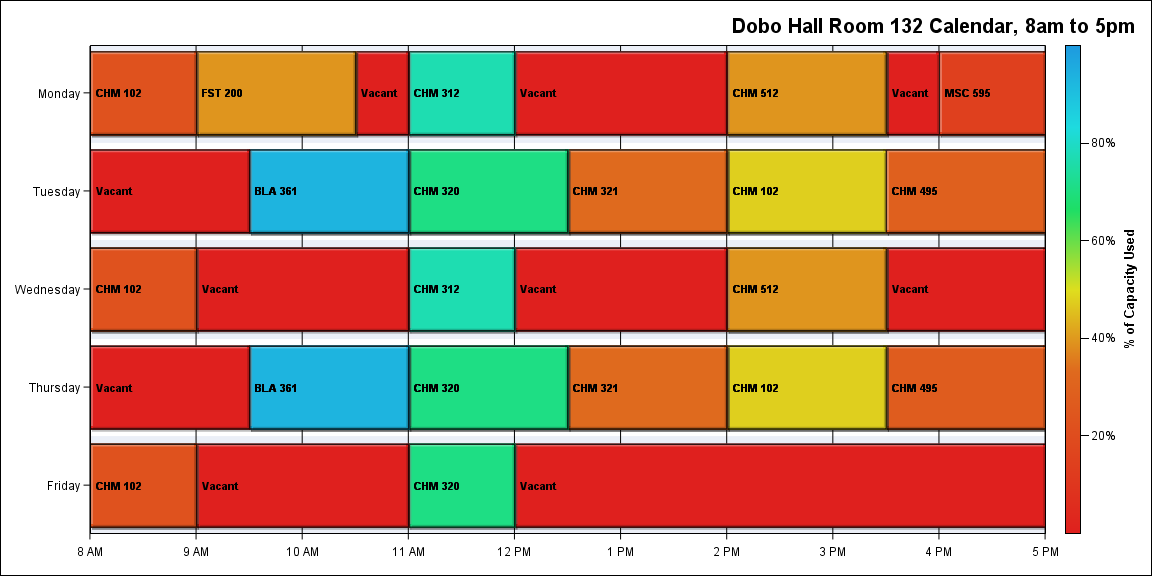 Dobo Hall Room 132 Calendar, 8am to 5pm
Monday CHM 102 FST 200 Vacant CHM 312 Vacant CHM 512 Vacant MSC 595
80%
Tuesday Vacant BLA 361 CHM 320 CHM 321 CHM 102 CHM 495
60%
% of Capacity Used
Wednesday CHM 102 Vacant CHM 312 Vacant CHM 512 Vacant
40%
Thursday Vacant BLA 361 CHM 320 CHM 321 CHM 102 CHM 495
20%
Friday CHM 102 Vacant CHM 320 Vacant
8 AM 9 AM 10 AM 11 AM 12 PM 1 PM 2 PM 3 PM 4 PM 5 PM